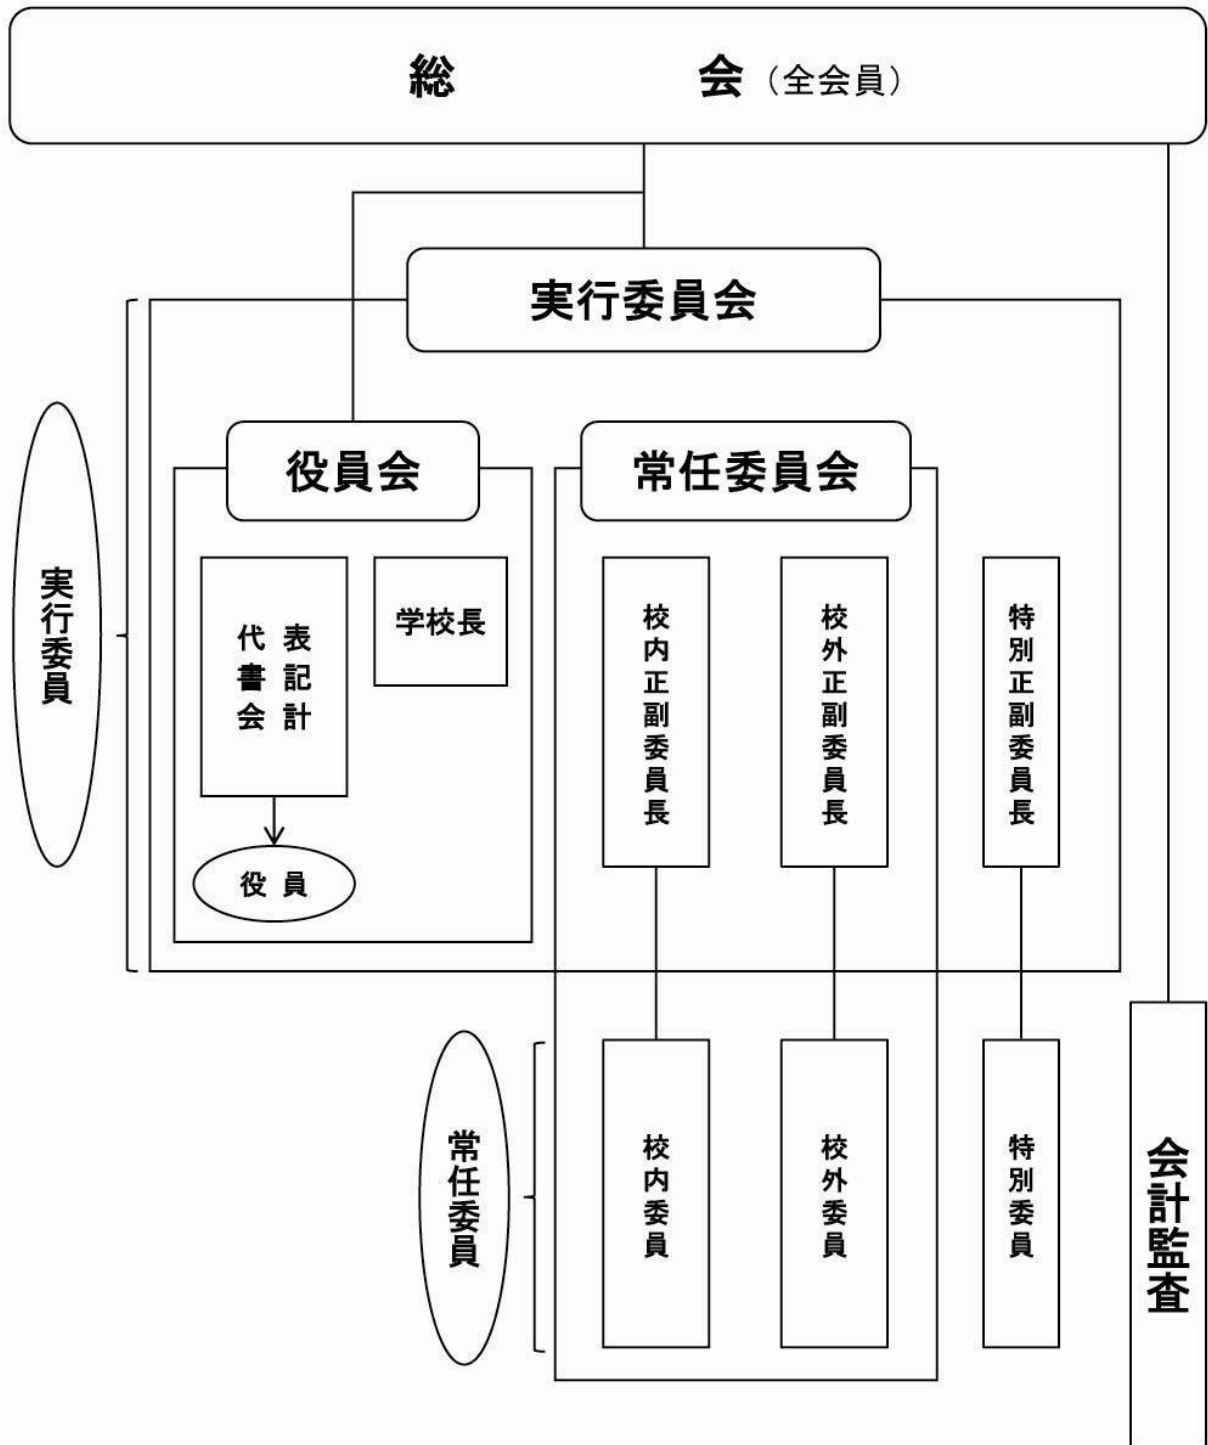 総 会（全会員）
実行委員会
実行委員
役員会
常任委員会
代表
書記
会計
学校長
役員
校内正副委員長
校外正副委員長
特別正副委員長
常任委員
校内委員
校外委員
特別委員
会計監査